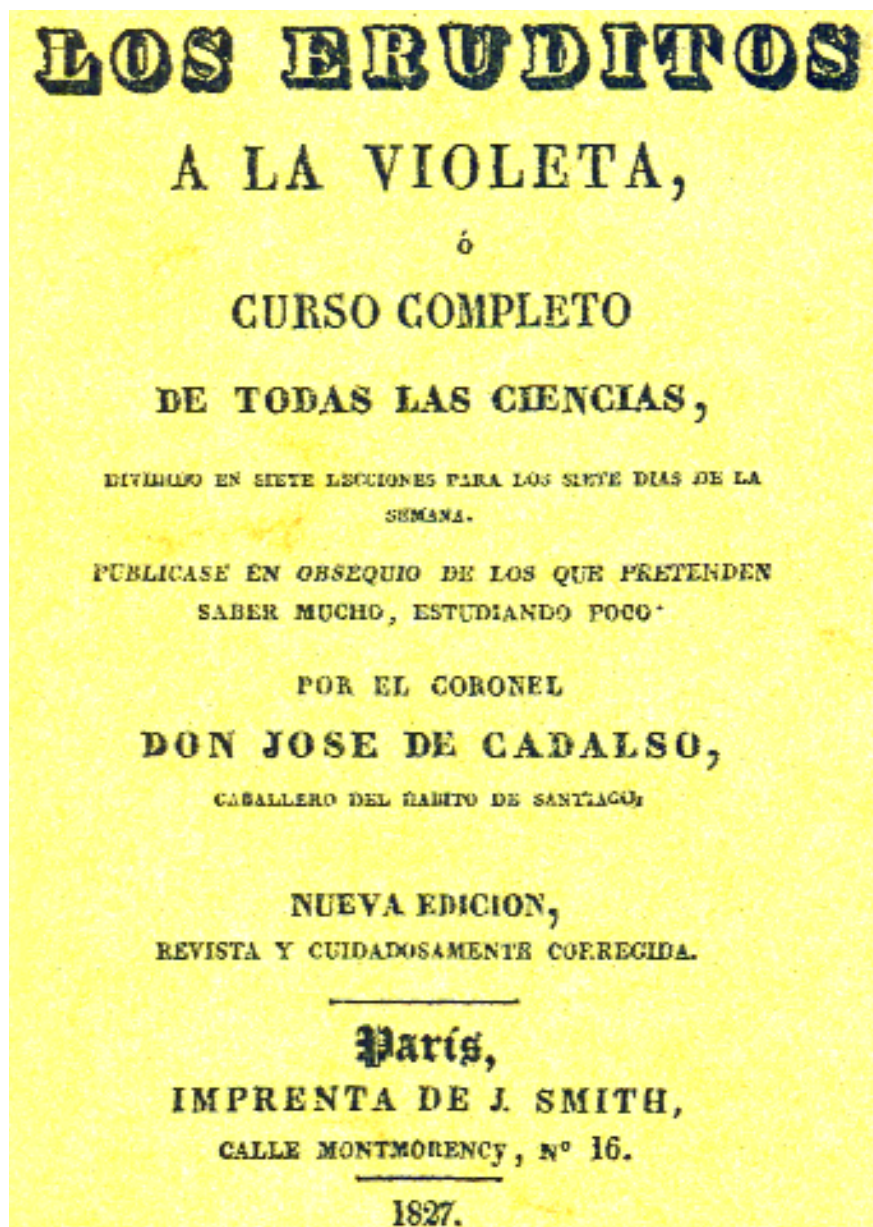 LOS ERUDITOS
A LA VIOLETA,
ó
CURSO COMPLETO
DE TODAS LAS CIENCIAS,
DIVIDIDO EN SIETE LECCIONES PARA LOS SIETE DIAS DE LA
SEMANA.
PUBLICASE EN OBSEQUIO DE LOS QUE PRETENDEN
SABER MUCHO, ESTUDIANDO POCO.
POR EL CORONEL
DON JOSE DE CADALSO,
CABALLERO DEL HABITO DE SANTIAGO,
NUEVA EDICION,
REVISTA Y CUIDADOSAMENTE CORREGIDA.
París,
IMPRENTA DE J. SMITH,
CALLE MONTMORENCY, Nº 16.
1827.